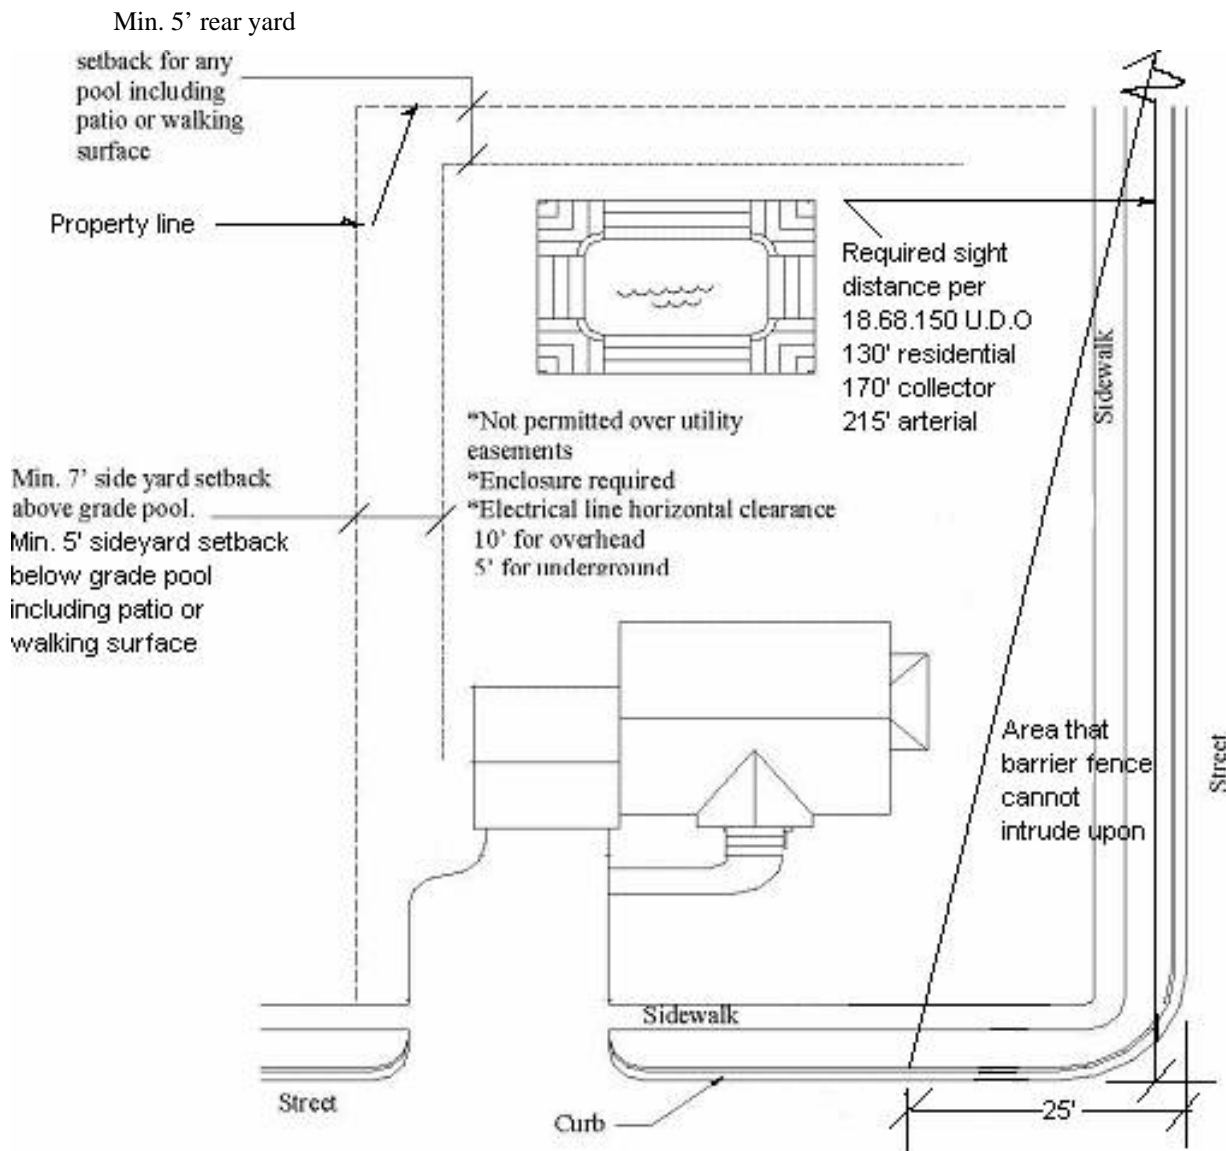 Min. 5’ rear yard
setback for any
pool including
patio or walking
surface
Property line
Required sight
distance per
18.68.150 U.D.O
130' residential
170' collector
215' arterial
Sidewalk
*Not permitted over utility
easements
*Enclosure required
*Electrical line horizontal clearance
10’ for overhead
5’ for underground
Min. 7’ side yard setback
above grade pool.
Min. 5' sideyard setback
below grade pool
including patio or
walking surface
Area that
barrier fence
cannot
intrude upon
Street
Sidewalk
Street
Curb
25'